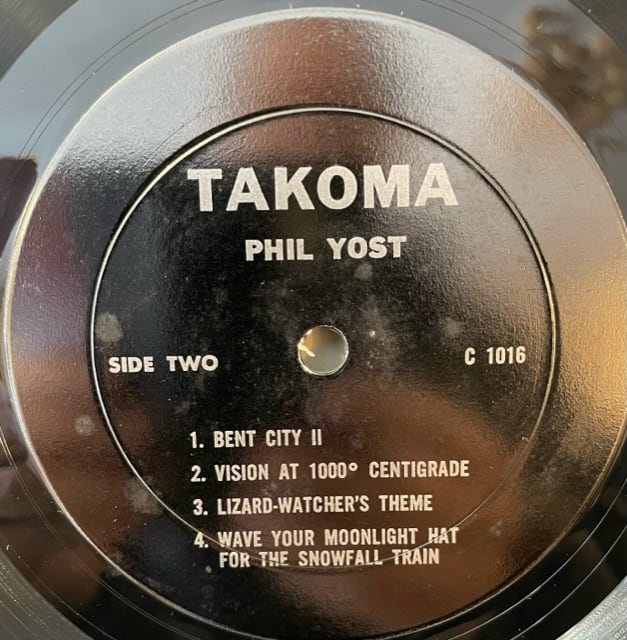 TAKOMA
PHIL YOST
SIDE TWO
C 1016
1. BENT CITY II
2. VISION AT 1000° CENTIGRADE
3. LIZARD-WATCHER'S THEME
4. WAVE YOUR MOONLIGHT HAT
FOR THE SNOWFALL TRAIN